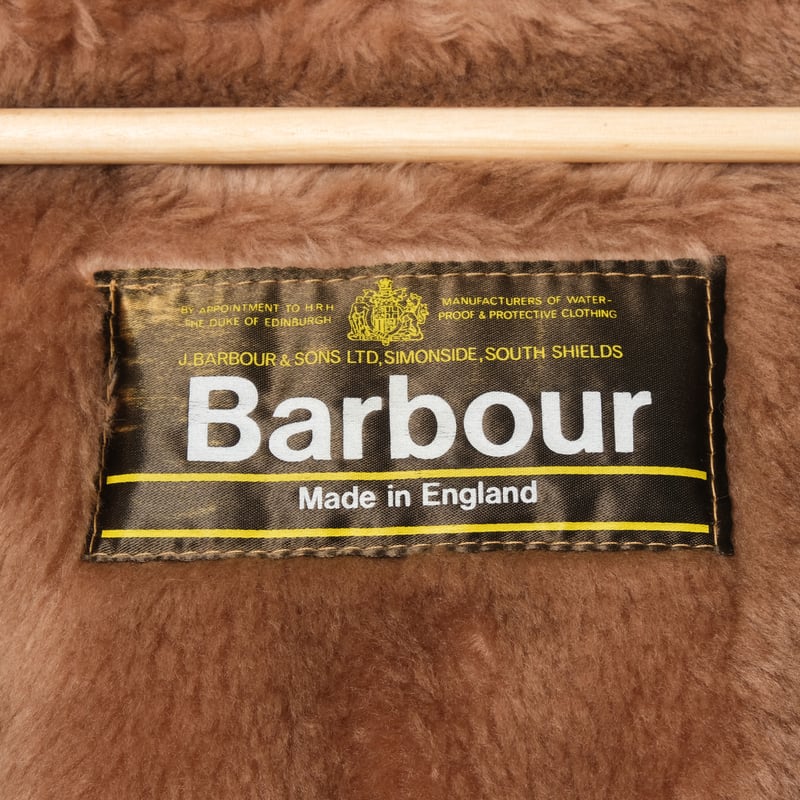 BY APPOINTMENT TO H.R.H
THE DUKE OF EDINBURGH
MANUFACTURERS OF WATER-
PROOF & PROTECTIVE CLOTHING
J.BARBOUR & SONS LTD, SIMONSIDE, SOUTH SHIELDS
Barbour
Made in England